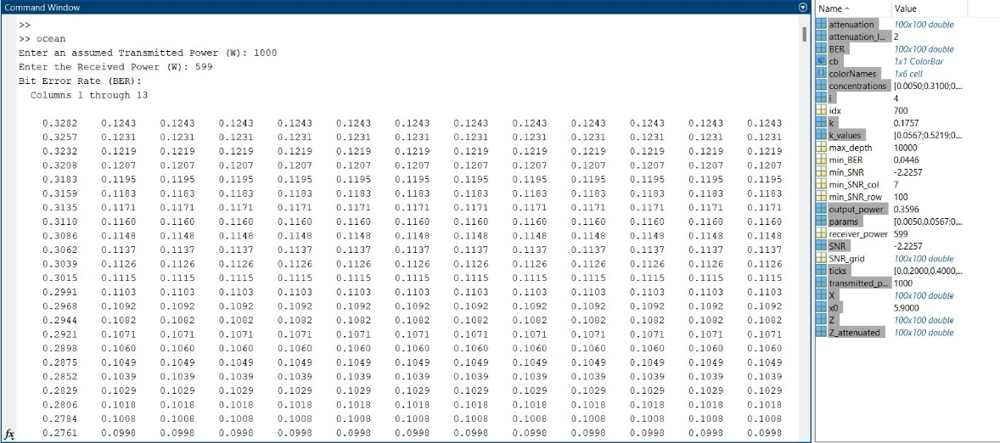 Command Window
>>
>> ocean
Enter an assumed Transmitted Power (W): 1000
Enter the Received Power (W): 599
Bit Error Rate (BER):
Columns 1 through 13
0.3282 0.1243 0.1243 0.1243 0.1243 0.1243 0.1243 0.1243 0.1243 0.1243 0.1243 0.1243 0.1243
0.3257 0.1231 0.1231 0.1231 0.1231 0.1231 0.1231 0.1231 0.1231 0.1231 0.1231 0.1231 0.1231
0.3232 0.1219 0.1219 0.1219 0.1219 0.1219 0.1219 0.1219 0.1219 0.1219 0.1219 0.1219 0.1219
0.3208 0.1207 0.1207 0.1207 0.1207 0.1207 0.1207 0.1207 0.1207 0.1207 0.1207 0.1207 0.1207
0.3183 0.1195 0.1195 0.1195 0.1195 0.1195 0.1195 0.1195 0.1195 0.1195 0.1195 0.1195 0.1195
0.3159 0.1183 0.1183 0.1183 0.1183 0.1183 0.1183 0.1183 0.1183 0.1183 0.1183 0.1183 0.1183
0.3135 0.1171 0.1171 0.1171 0.1171 0.1171 0.1171 0.1171 0.1171 0.1171 0.1171 0.1171 0.1171
0.3110 0.1160 0.1160 0.1160 0.1160 0.1160 0.1160 0.1160 0.1160 0.1160 0.1160 0.1160 0.1160
0.3086 0.1148 0.1148 0.1148 0.1148 0.1148 0.1148 0.1148 0.1148 0.1148 0.1148 0.1148 0.1148
0.3062 0.1137 0.1137 0.1137 0.1137 0.1137 0.1137 0.1137 0.1137 0.1137 0.1137 0.1137 0.1137
0.3039 0.1126 0.1126 0.1126 0.1126 0.1126 0.1126 0.1126 0.1126 0.1126 0.1126 0.1126 0.1126
0.3015 0.1115 0.1115 0.1115 0.1115 0.1115 0.1115 0.1115 0.1115 0.1115 0.1115 0.1115 0.1115
0.2991 0.1103 0.1103 0.1103 0.1103 0.1103 0.1103 0.1103 0.1103 0.1103 0.1103 0.1103 0.1103
0.2968 0.1092 0.1092 0.1092 0.1092 0.1092 0.1092 0.1092 0.1092 0.1092 0.1092 0.1092 0.1092
0.2944 0.1082 0.1082 0.1082 0.1082 0.1082 0.1082 0.1082 0.1082 0.1082 0.1082 0.1082 0.1082
0.2921 0.1071 0.1071 0.1071 0.1071 0.1071 0.1071 0.1071 0.1071 0.1071 0.1071 0.1071 0.1071
0.2898 0.1060 0.1060 0.1060 0.1060 0.1060 0.1060 0.1060 0.1060 0.1060 0.1060 0.1060 0.1060
0.2875 0.1049 0.1049 0.1049 0.1049 0.1049 0.1049 0.1049 0.1049 0.1049 0.1049 0.1049 0.1049
0.2852 0.1039 0.1039 0.1039 0.1039 0.1039 0.1039 0.1039 0.1039 0.1039 0.1039 0.1039 0.1039
0.2829 0.1029 0.1029 0.1029 0.1029 0.1029 0.1029 0.1029 0.1029 0.1029 0.1029 0.1029 0.1029
0.2806 0.1018 0.1018 0.1018 0.1018 0.1018 0.1018 0.1018 0.1018 0.1018 0.1018 0.1018 0.1018
0.2784 0.1008 0.1008 0.1008 0.1008 0.1008 0.1008 0.1008 0.1008 0.1008 0.1008 0.1008 0.1008
0.2761 0.0998 0.0998 0.0998 0.0998 0.0998 0.0998 0.0998 0.0998 0.0998 0.0998 0.0998 0.0998
fx
Name Value
attenuation 100x100 double
attenuation_l... 2
BER 100x100 double
cb 1x1 ColorBar
colorNames 1x6 cell
concentrations [0.0050;0.3100;0....
i 4
idx 700
k 0.1757
k_values [0.0567;0.5219;0....
max_depth 10000
min_BER 0.0446
min_SNR -2.2257
min_SNR_col 7
min_SNR_row 100
output_power 0.3596
params [0.0050,0.0567;0....
receiver_power 599
SNR -2.2257
SNR_grid 100x100 double
ticks [0,0.2000,0.4000,...
transmitted_p... 1000
X 100x100 double
x0 5.9000
Z 100x100 double
Z_attenuated 100x100 double